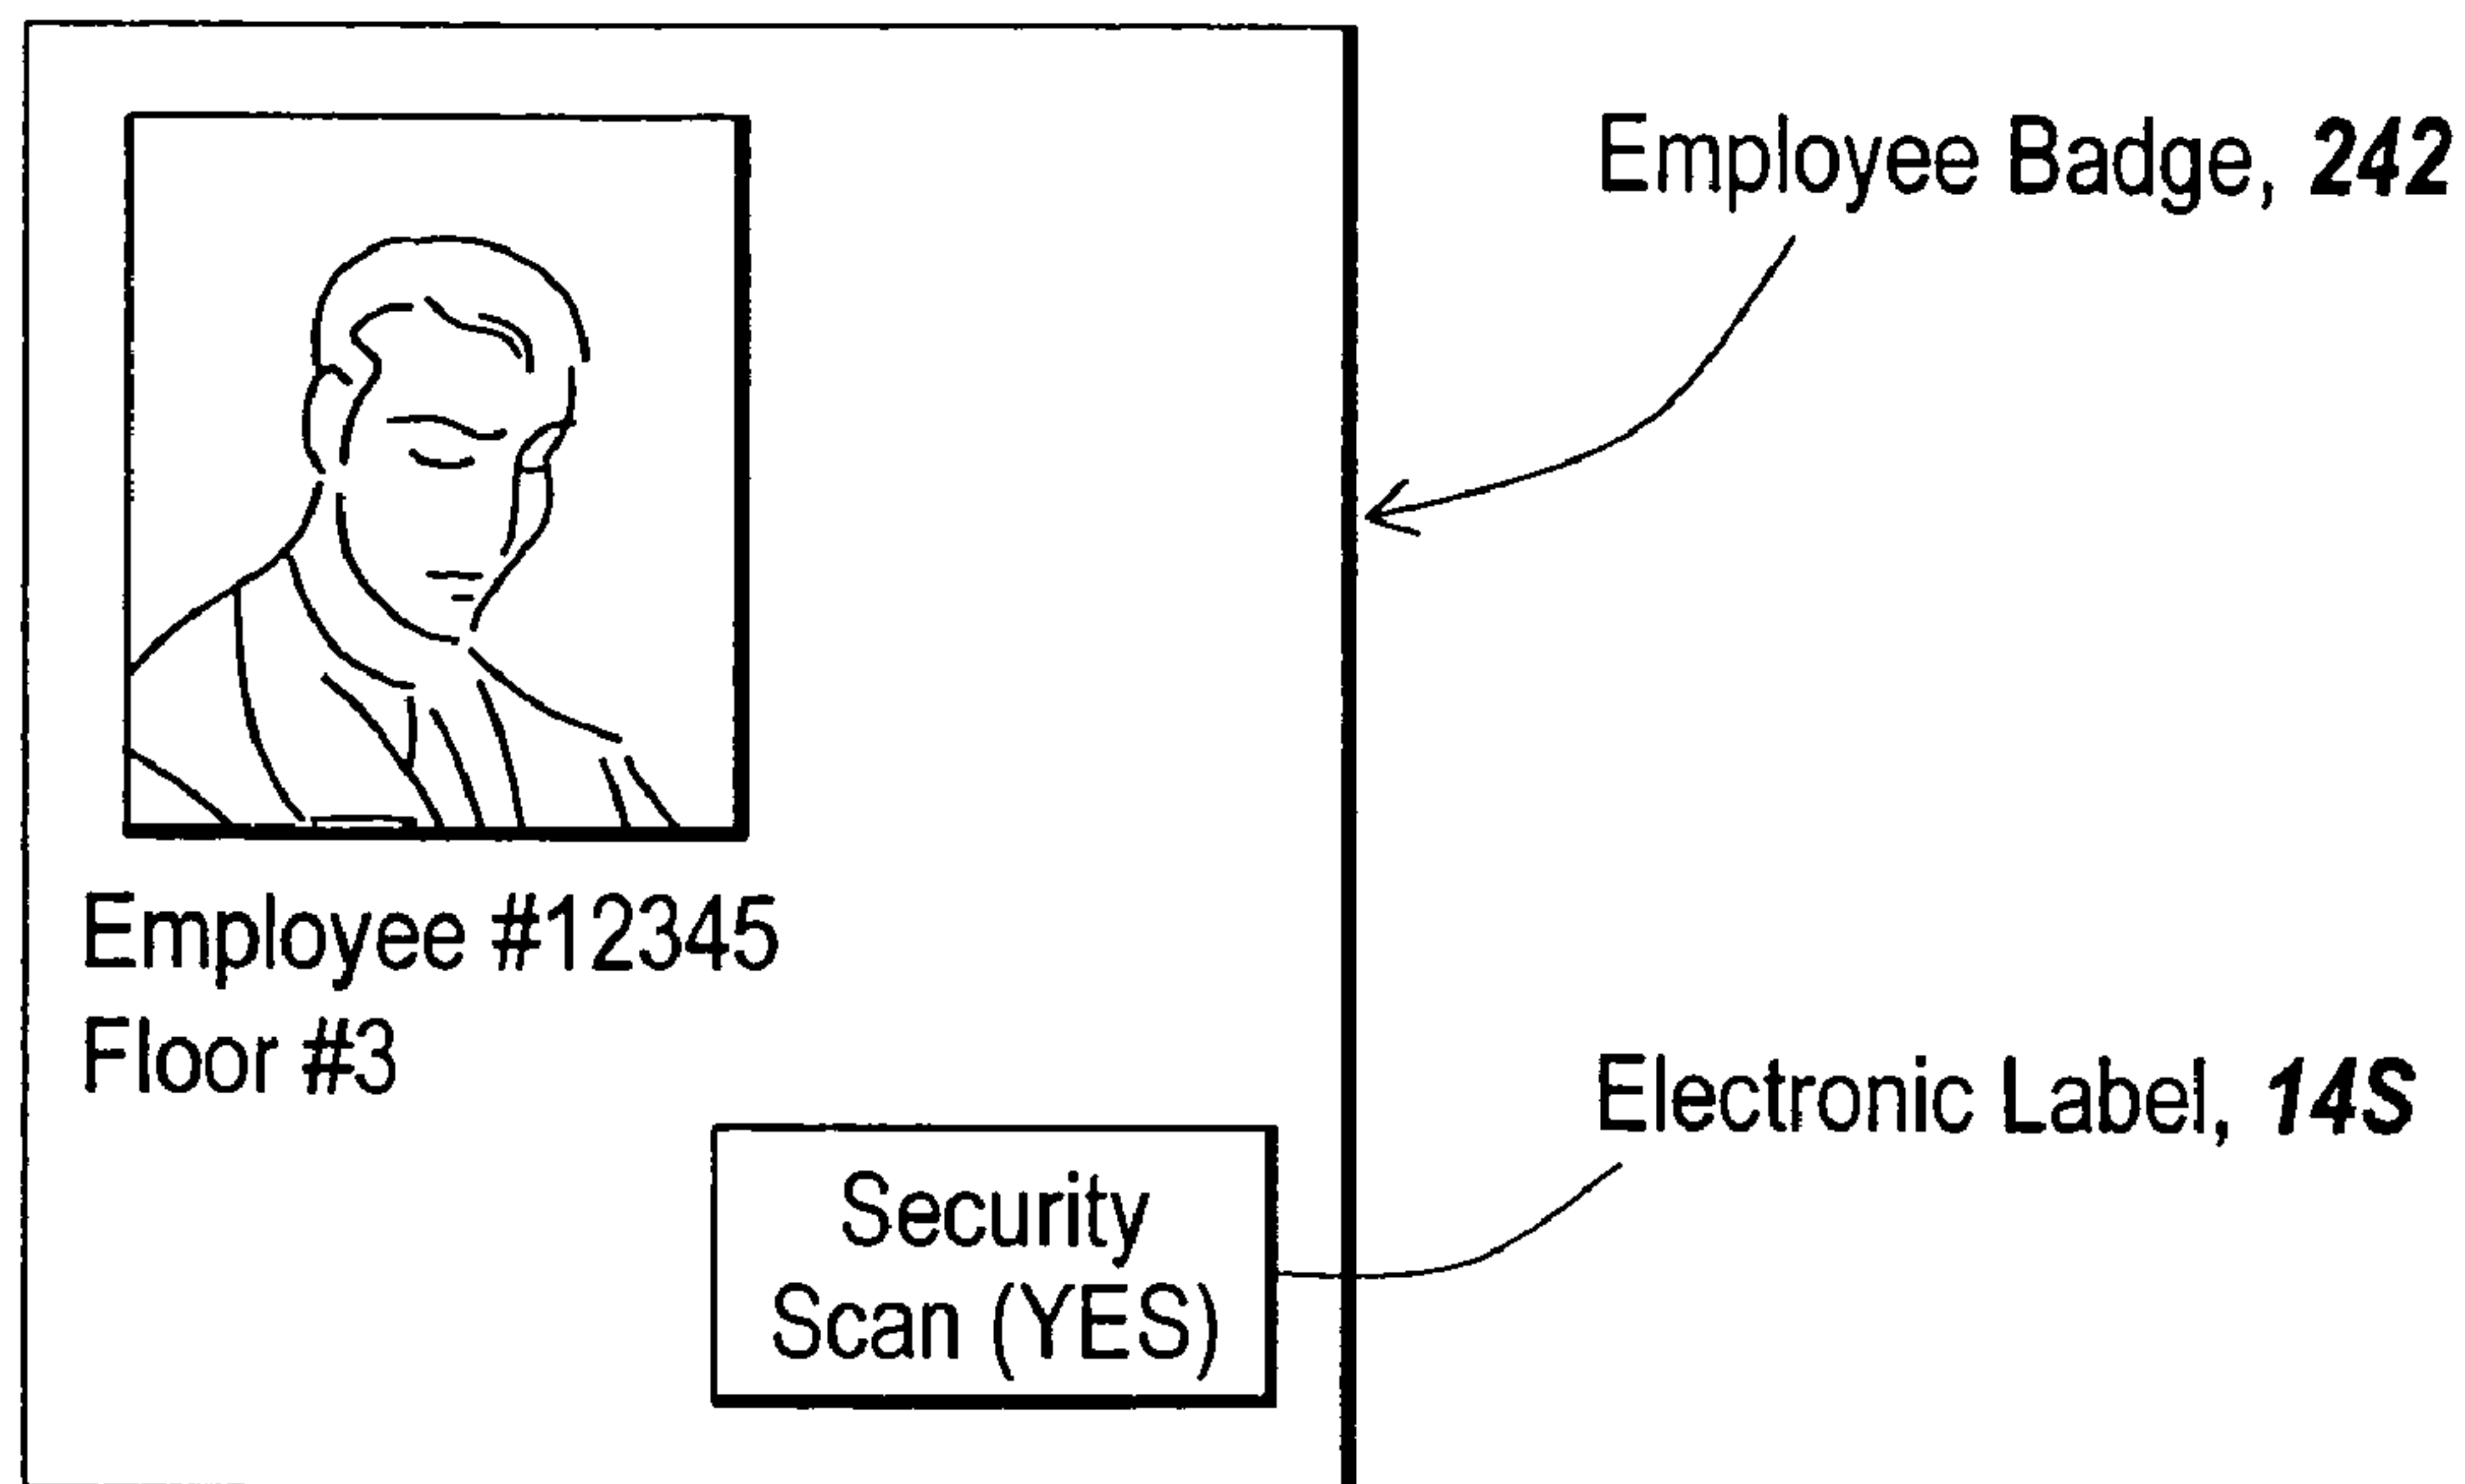 Employee Badge, 242
Employee #12345
Floor #3
Electronic Label, 14S
Security
Scan (YES)